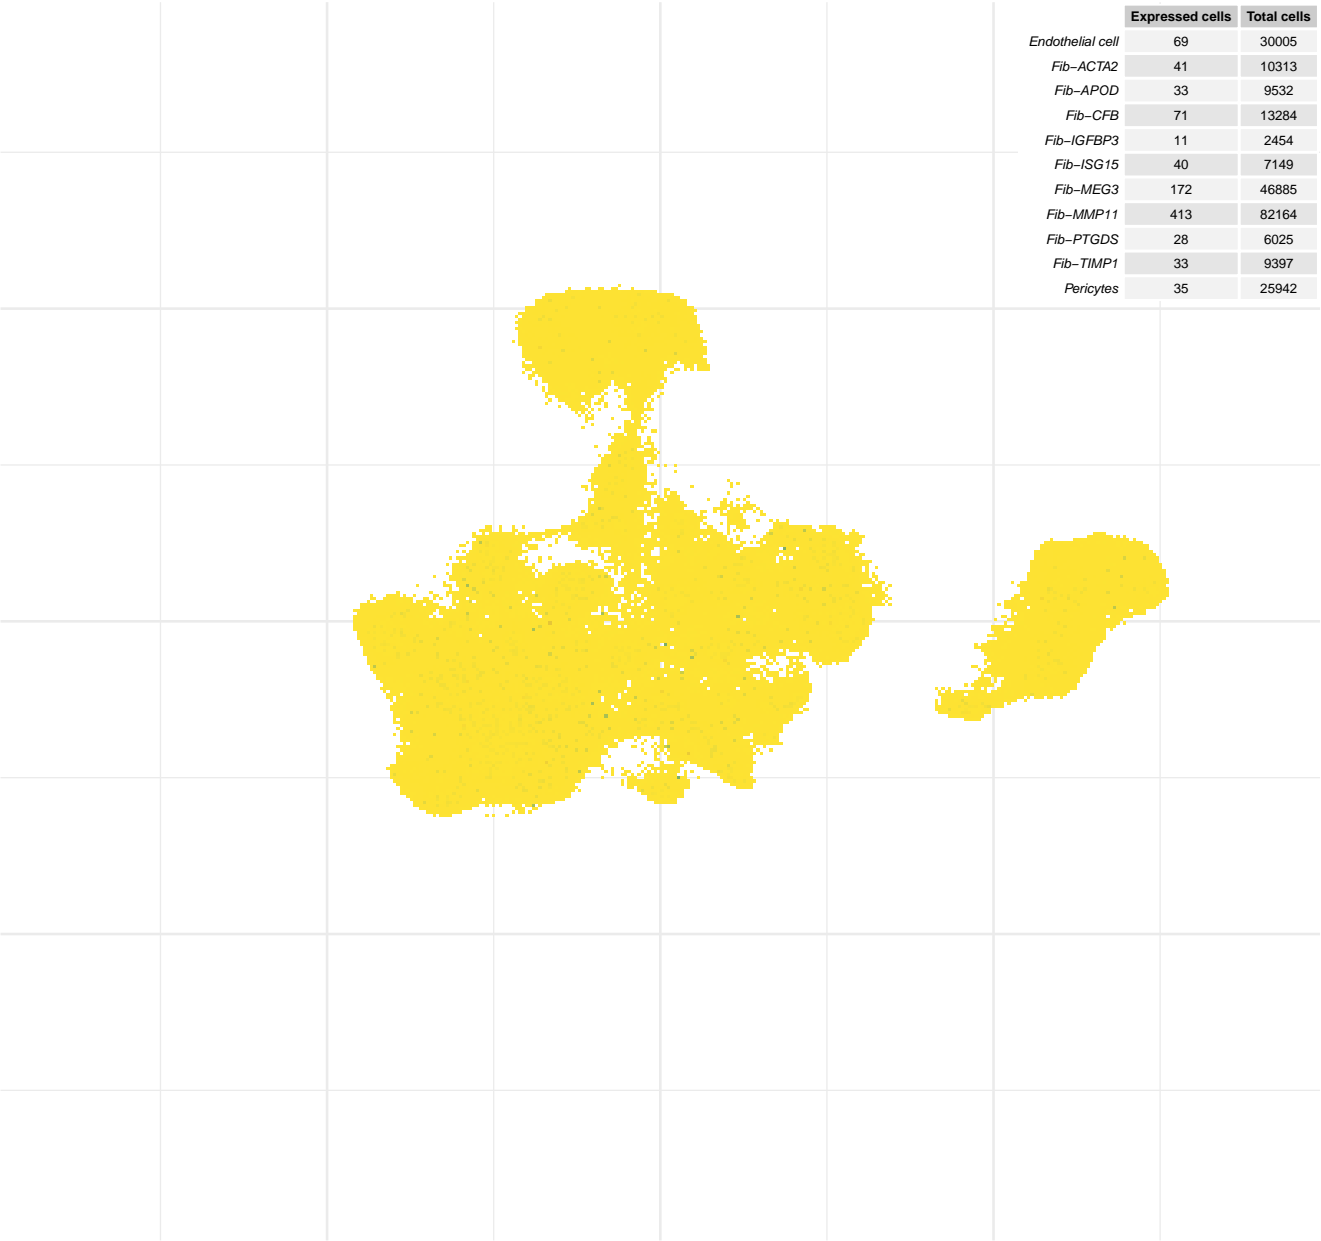 Expressed cells Total cells
Endothelial cell 69 30005
Fib−ACTA2 41 10313
Fib−APOD 33 9532
Fib−CFB 71 13284
Fib−IGFBP3 11 2454
Fib−ISG15 40 7149
Fib−MEG3 172 46885
Fib−MMP11 413 82164
Fib−PTGDS 28 6025
Fib−TIMP1 33 9397
Pericytes 35 25942